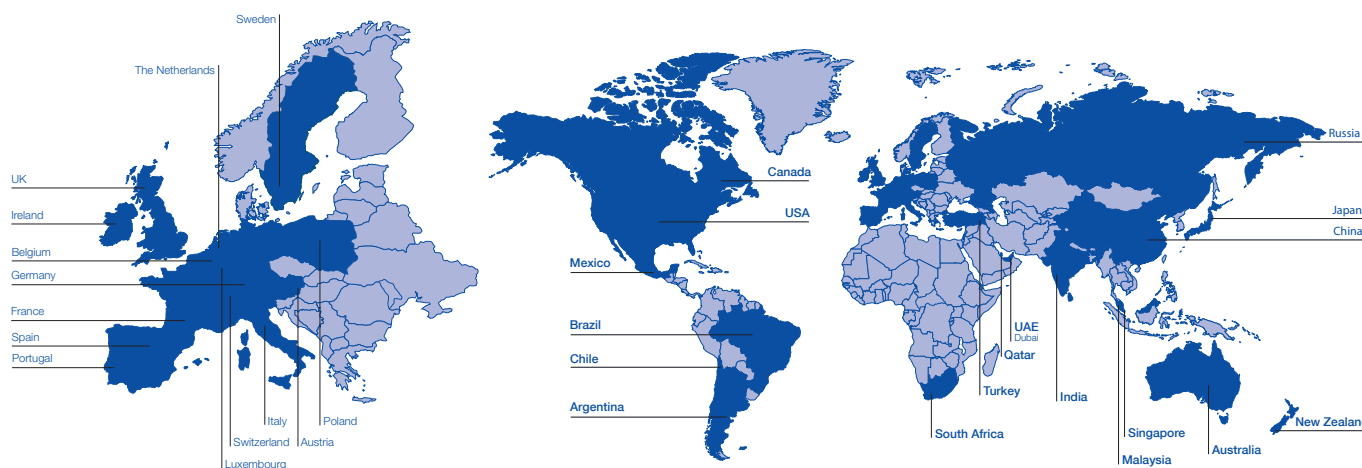 Sweden
The Netherlands
UK
Ireland
Belgium
Germany
France
Spain
Portugal
Italy
Poland
Switzerland
Austria
Luxembourg
Canada
USA
Mexico
Brazil
Chile
Argentina
Russia
Japan
China
UAE
Dubai
Qatar
Turkey
India
South Africa
Singapore
Malaysia
Australia
New Zealan